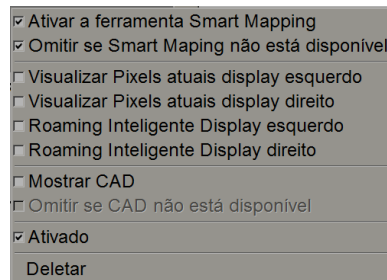 Ativar a ferramenta Smart Mapping
Omitir se Smart Maping não está disponível
Visualizar Pixels atuais display esquerdo
Visualizar Pixels atuais display direito
Roaming Inteligente Display esquerdo
Roaming Inteligente Display direito
Mostrar CAD
Omitir se CAD não está disponível
Ativado
Deletar